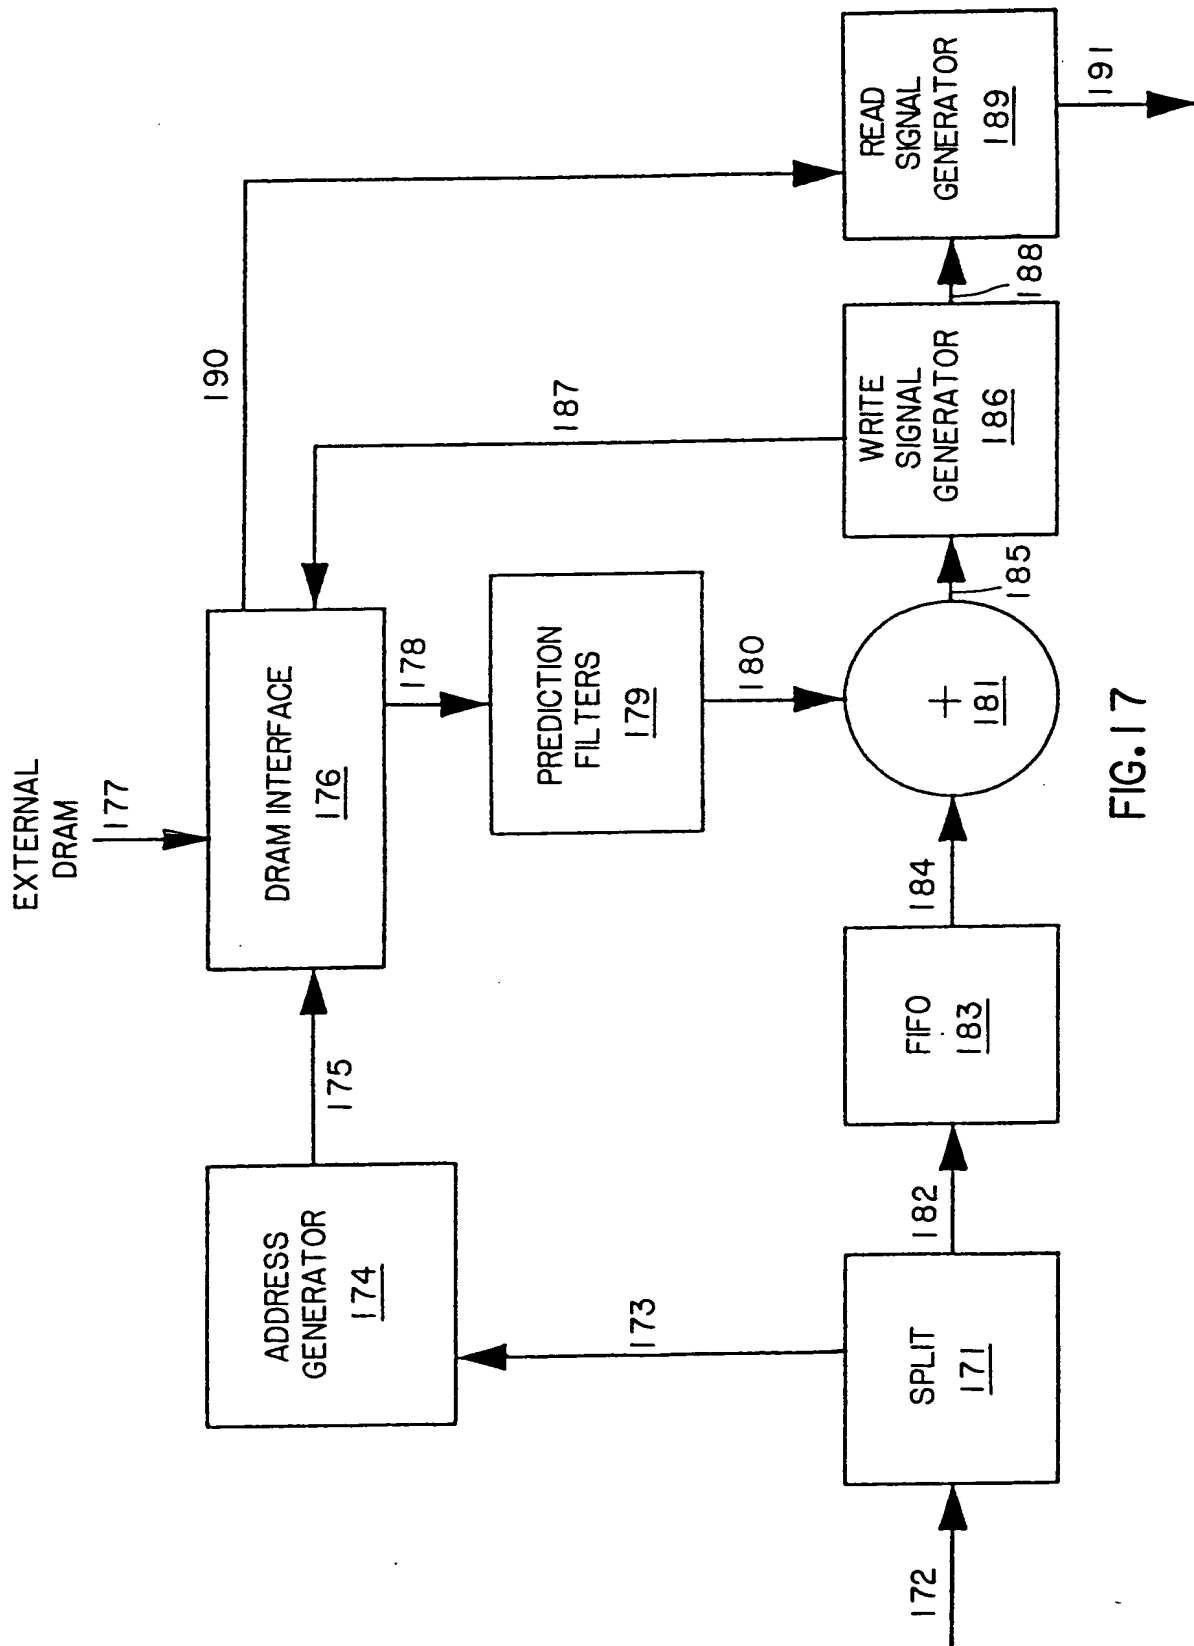 EXTERNAL
DRAM
177
190
ADDRESS
GENERATOR
174
175
DRAM INTERFACE
176
187
178
173
PREDICTION
FILTERS
179
180
172
SPLIT
171
182
FIFO
183
184
+
181
185
WRITE
SIGNAL
GENERATOR
186
188
READ
SIGNAL
GENERATOR
189
191
FIG.17